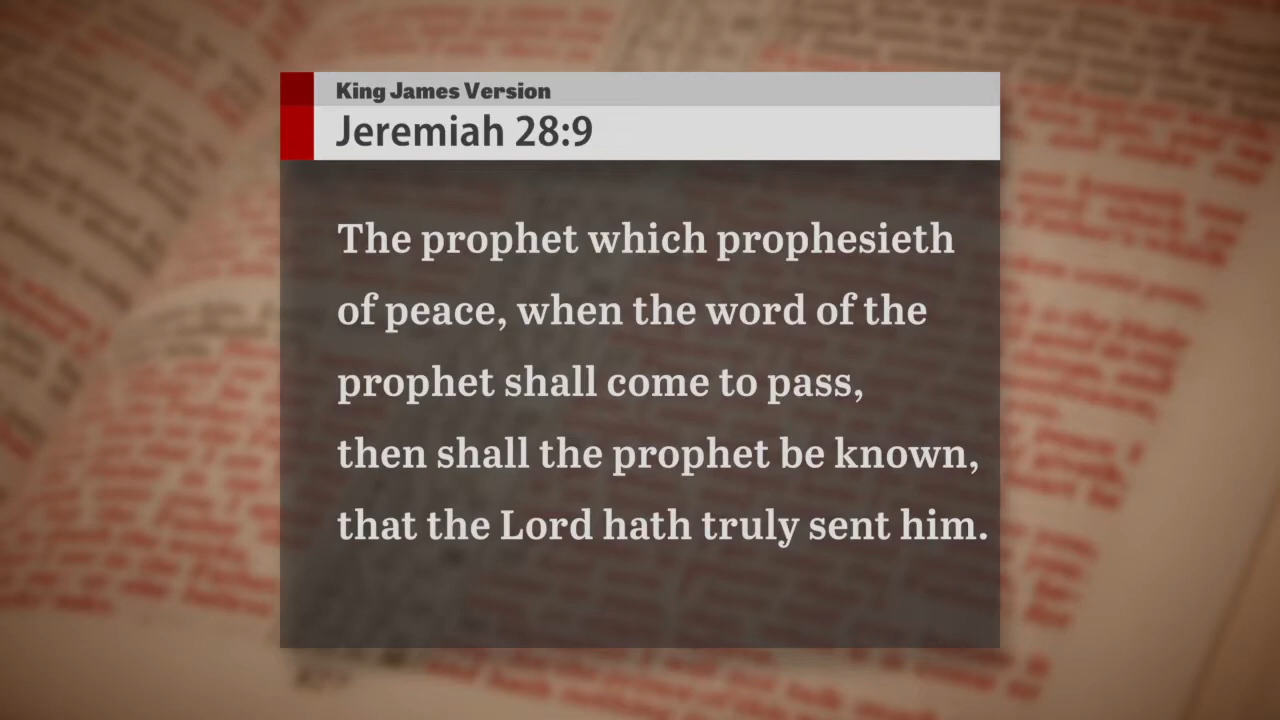 King James Version
Jeremiah 28:9
The prophet which prophesieth
of peace, when the word of the
prophet shall come to pass,
then shall the prophet be known,
that the Lord hath truly sent him.